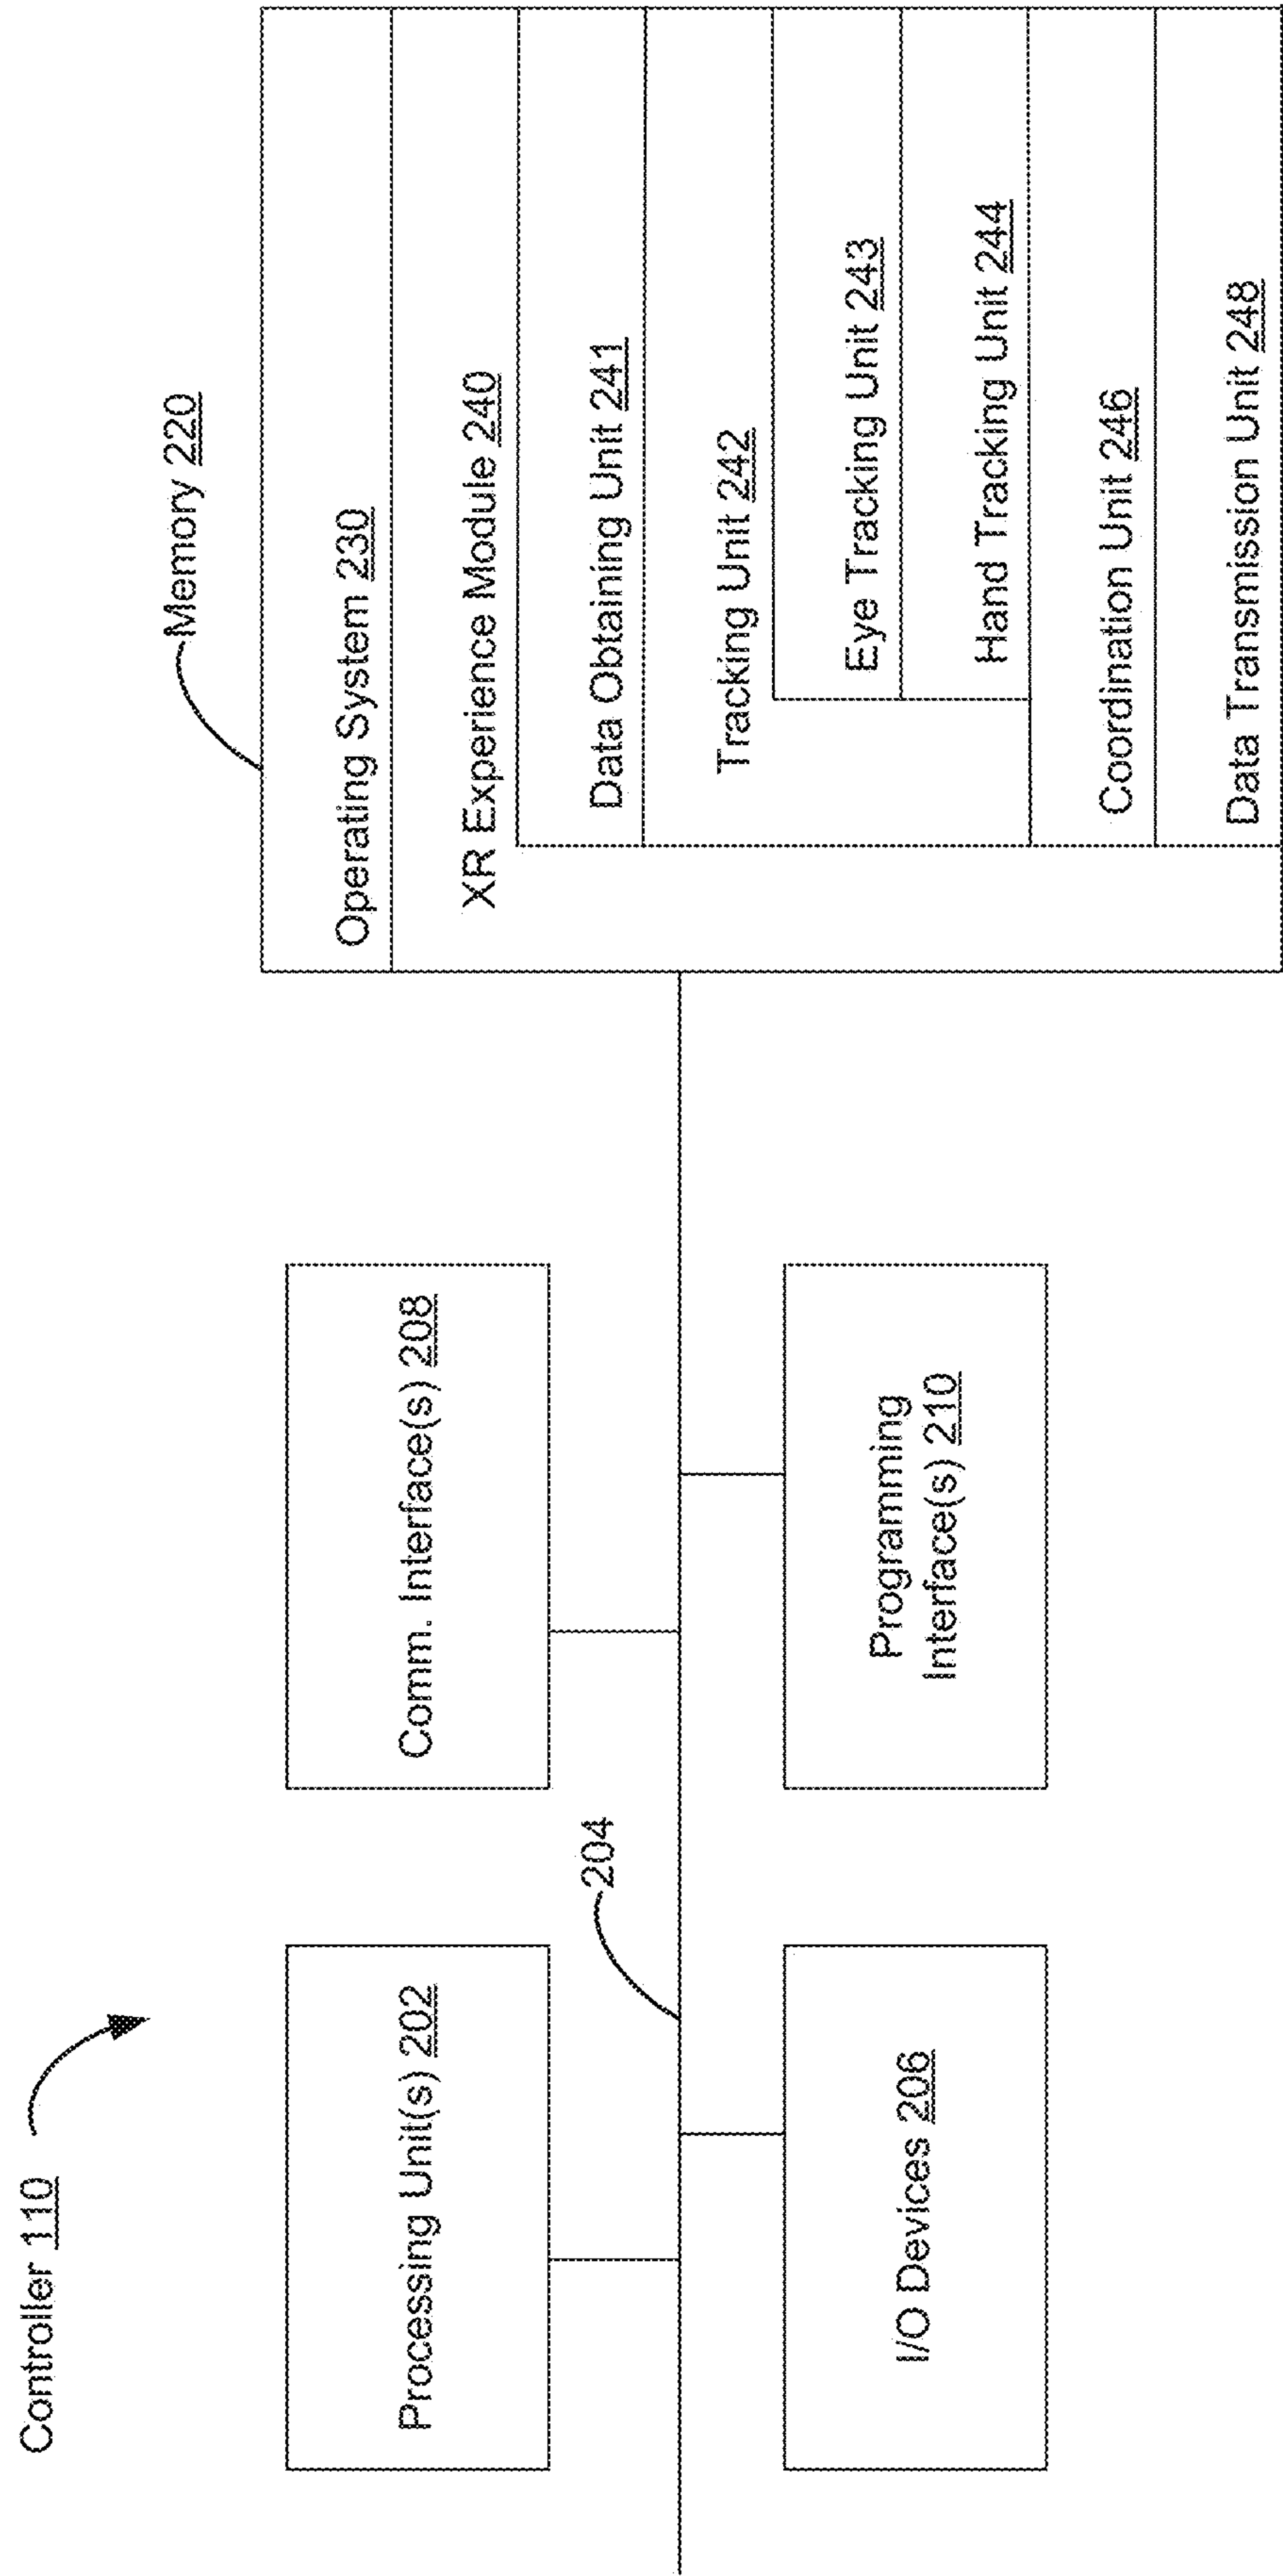 Controller 110
Processing Unit(s) 202
Comm. Interface(s) 208
204
I/O Devices 206
Programming
Interface(s) 210
Memory 220
Operating System 230
XR Experience Module 240
Data Obtaining Unit 241
Tracking Unit 242
Eye Tracking Unit 243
Hand Tracking Unit 244
Coordination Unit 246
Data Transmission Unit 248